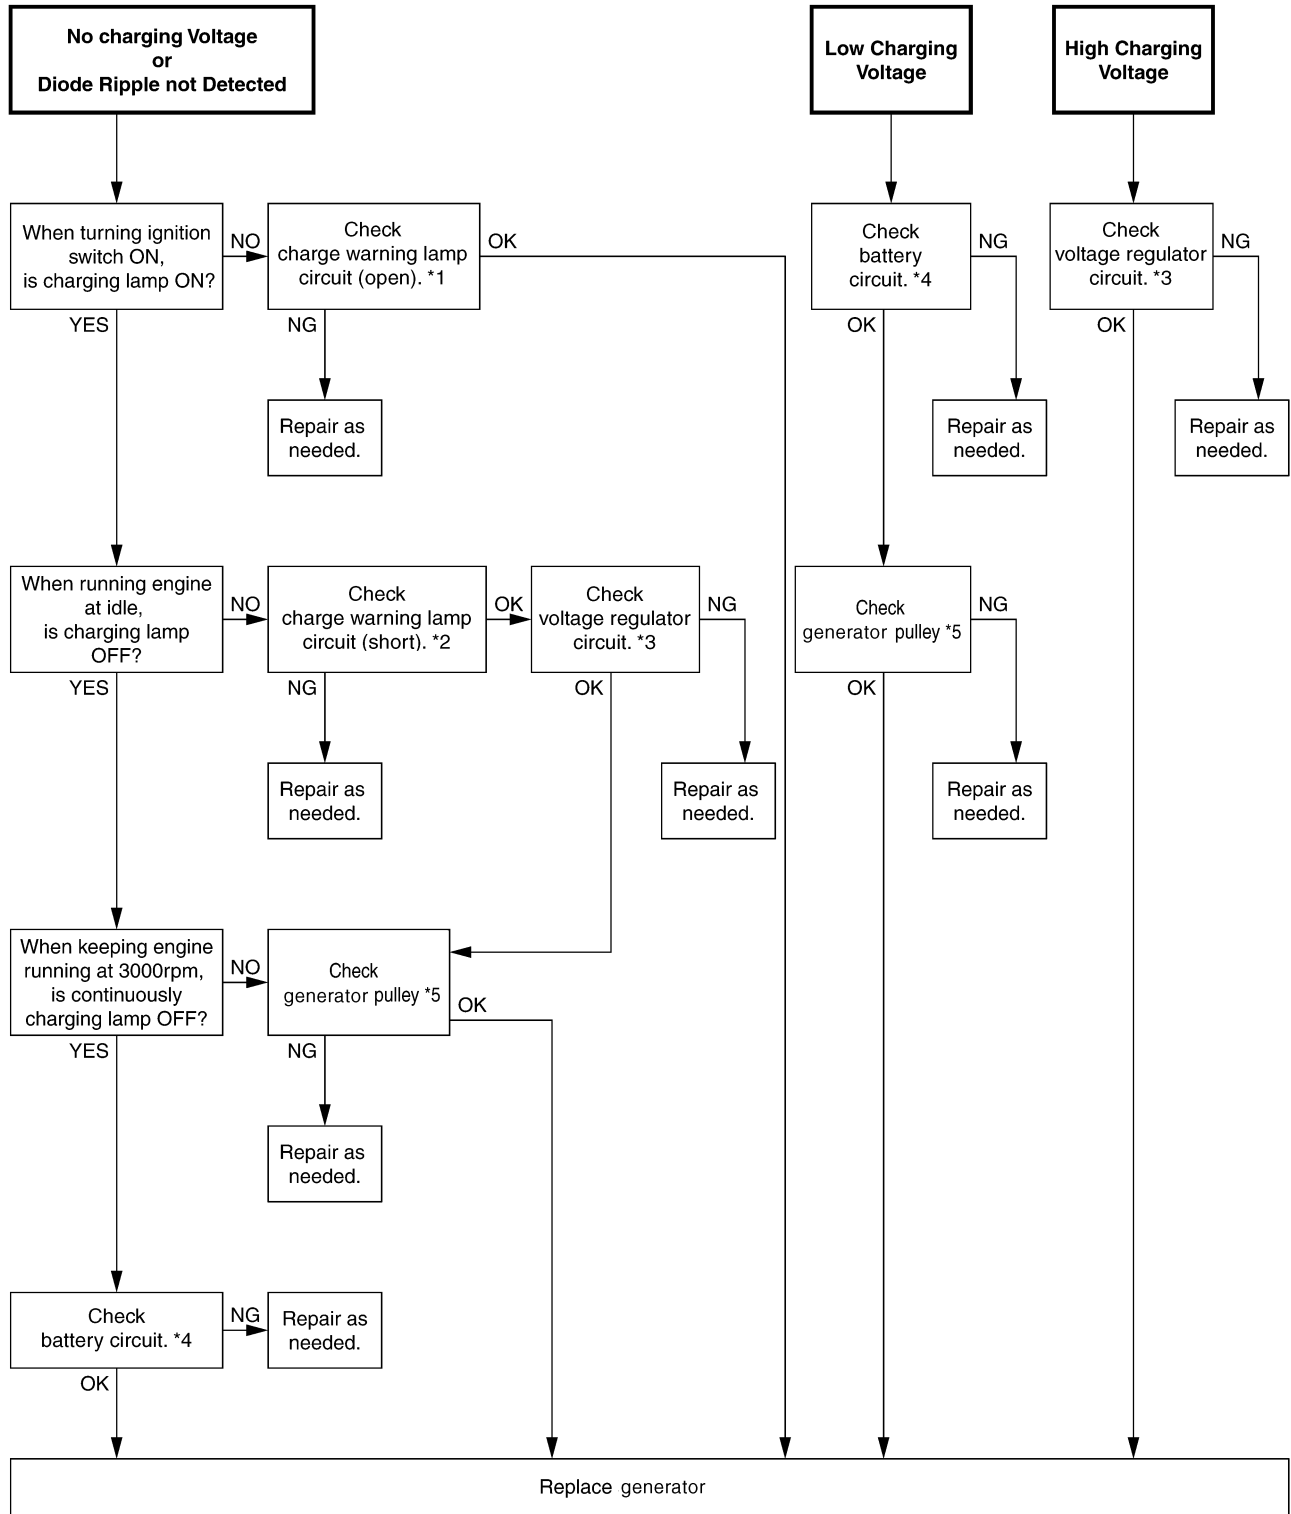 No charging Voltage
or
Diode Ripple not Detected
Low Charging
Voltage
High Charging
Voltage
When turning ignition
switch ON,
is charging lamp ON?
NO
YES
Check
charge warning lamp
circuit (open). *1
OK
NG
Repair as
needed.
Check
battery
circuit. *4
NG
OK
Repair as
needed.
Check
voltage regulator
circuit. *3
NG
OK
Repair as
needed.
When running engine
at idle,
is charging lamp
OFF?
NO
YES
Check
charge warning lamp
circuit (short). *2
OK
NG
Repair as
needed.
Check
voltage regulator
circuit. *3
NG
OK
Repair as
needed.
Check
generator pulley *5
NG
OK
Repair as
needed.
When keeping engine
running at 3000rpm,
is continuously
charging lamp OFF?
NO
YES
Check
generator pulley *5
OK
NG
Repair as
needed.
Check
battery circuit. *4
NG
OK
Repair as
needed.
Replace generator